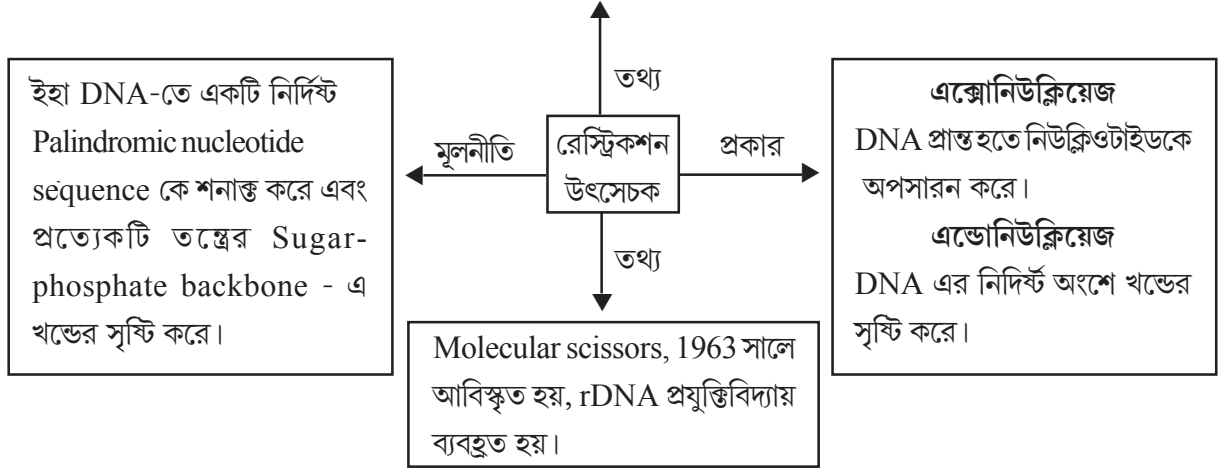 তথ্য
ইহা DNA-তে একটি নির্দিষ্ট
Palindromic nucleotide
sequence কে শনাক্ত করে এবং
প্রত্যেকটি তন্ত্রের Sugar-
phosphate backbone - এ
খন্ডের সৃষ্টি করে।
মূলনীতি
রেস্ট্রিকশন
উৎসেচক
প্রকার
এক্সোনিউক্লিয়েজ
DNA প্রান্ত হতে নিউক্লিওটাইডকে
অপসারন করে।
এন্ডোনিউক্লিয়েজ
DNA এর নিদির্ষ্ট অংশে খন্ডের
সৃষ্টি করে।
তথ্য
Molecular scissors, 1963 সালে
আবিস্কৃত হয়, rDNA প্রযুক্তিবিদ্যায়
ব্যবহৃত হয়।